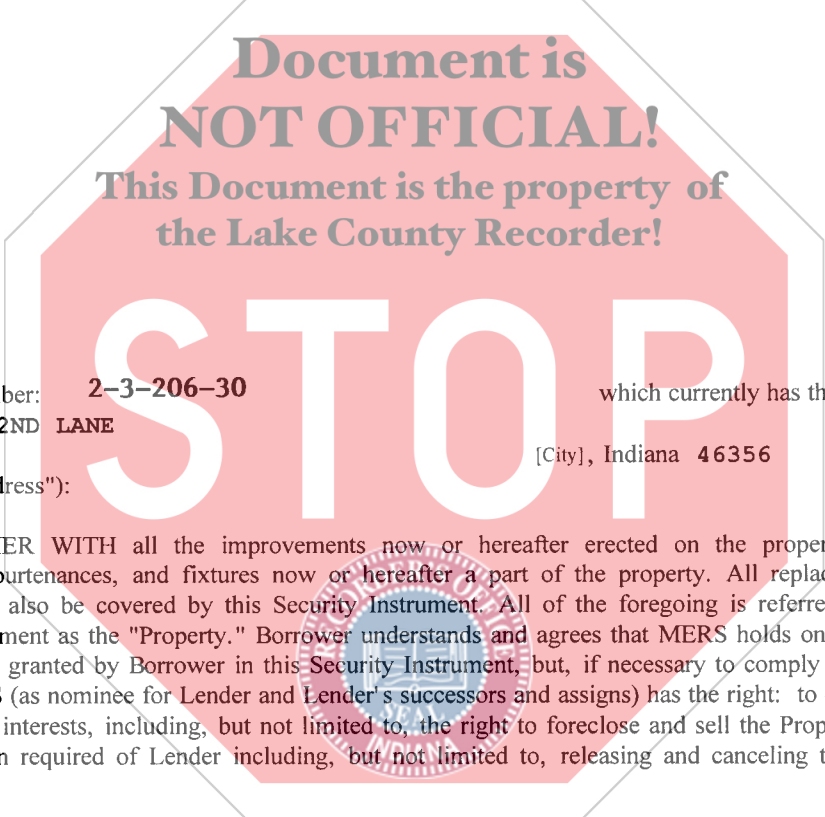 Document is
NOT OFFICIAL!
This Document is the property of
the Lake County Recorder!
STOP
ber: 2-3-206-30 which currently has th
2ND LANE
[City], Indiana 46356
dress"):
ER WITH all the improvements now or hereafter erected on the proper
ourtenances, and fixtures now or hereafter a part of the property. All replac
also be covered by this Security Instrument. All of the foregoing is referre
ment as the "Property." Borrower understands and agrees that MERS holds on
granted by Borrower in this Security Instrument, but, if necessary to comply
S (as nominee for Lender and Lender's successors and assigns) has the right: to
interests, including, but not limited to, the right to foreclose and sell the Prop
n required of Lender including, but not limited to, releasing and canceling t
SEAL
INDIANA